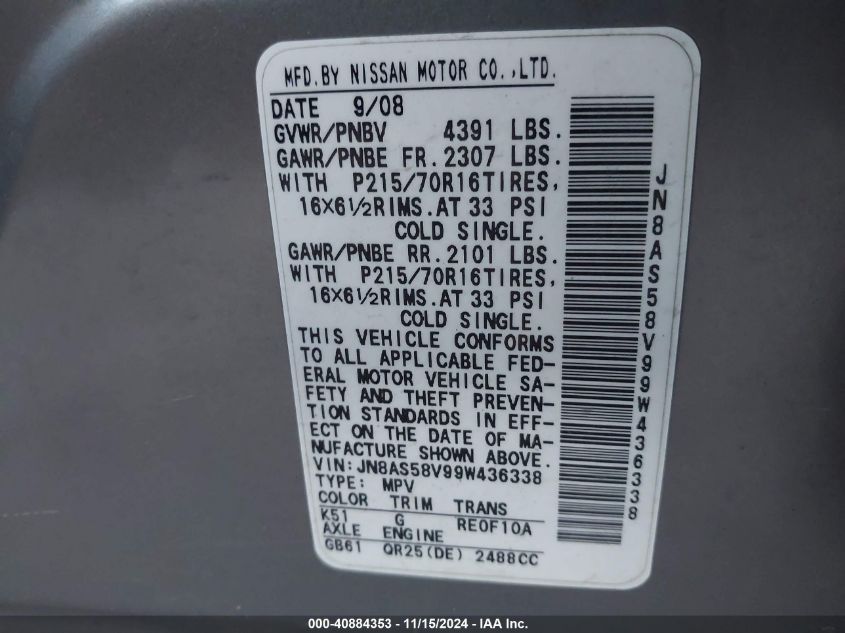 MFD.BY NISSAN MOTOR CO.,LTD.
DATE 9/08
GVWR/PNBV 4391 LBS.
GAWR/PNBE FR.2307 LBS.
WITH P215/70R16TIRES,
16×6½RIMS.AT 33 PSI
COLD SINGLE.
GAWR/PNBE RR.2101 LBS.
WITH P215/70R16TIRES,
16×6½RIMS.AT 33 PSI
COLD SINGLE.
THIS VEHICLE CONFORMS
TO ALL APPLICABLE FED-
ERAL MOTOR VEHICLE SA-
FETY AND THEFT PREVEN-
TION STANDARDS IN EFF-
ECT ON THE DATE OF MA-
NUFACTURE SHOWN ABOVE.
VIN:JN8AS58V99W436338
TYPE: MPV
COLOR TRIM TRANS
K51 G RE0F10A
AXLE ENGINE
GB61 QR25(DE) 2488CC
JN8AS58V99W436338
000-40884353 - 11/15/2024 - IAA Inc.